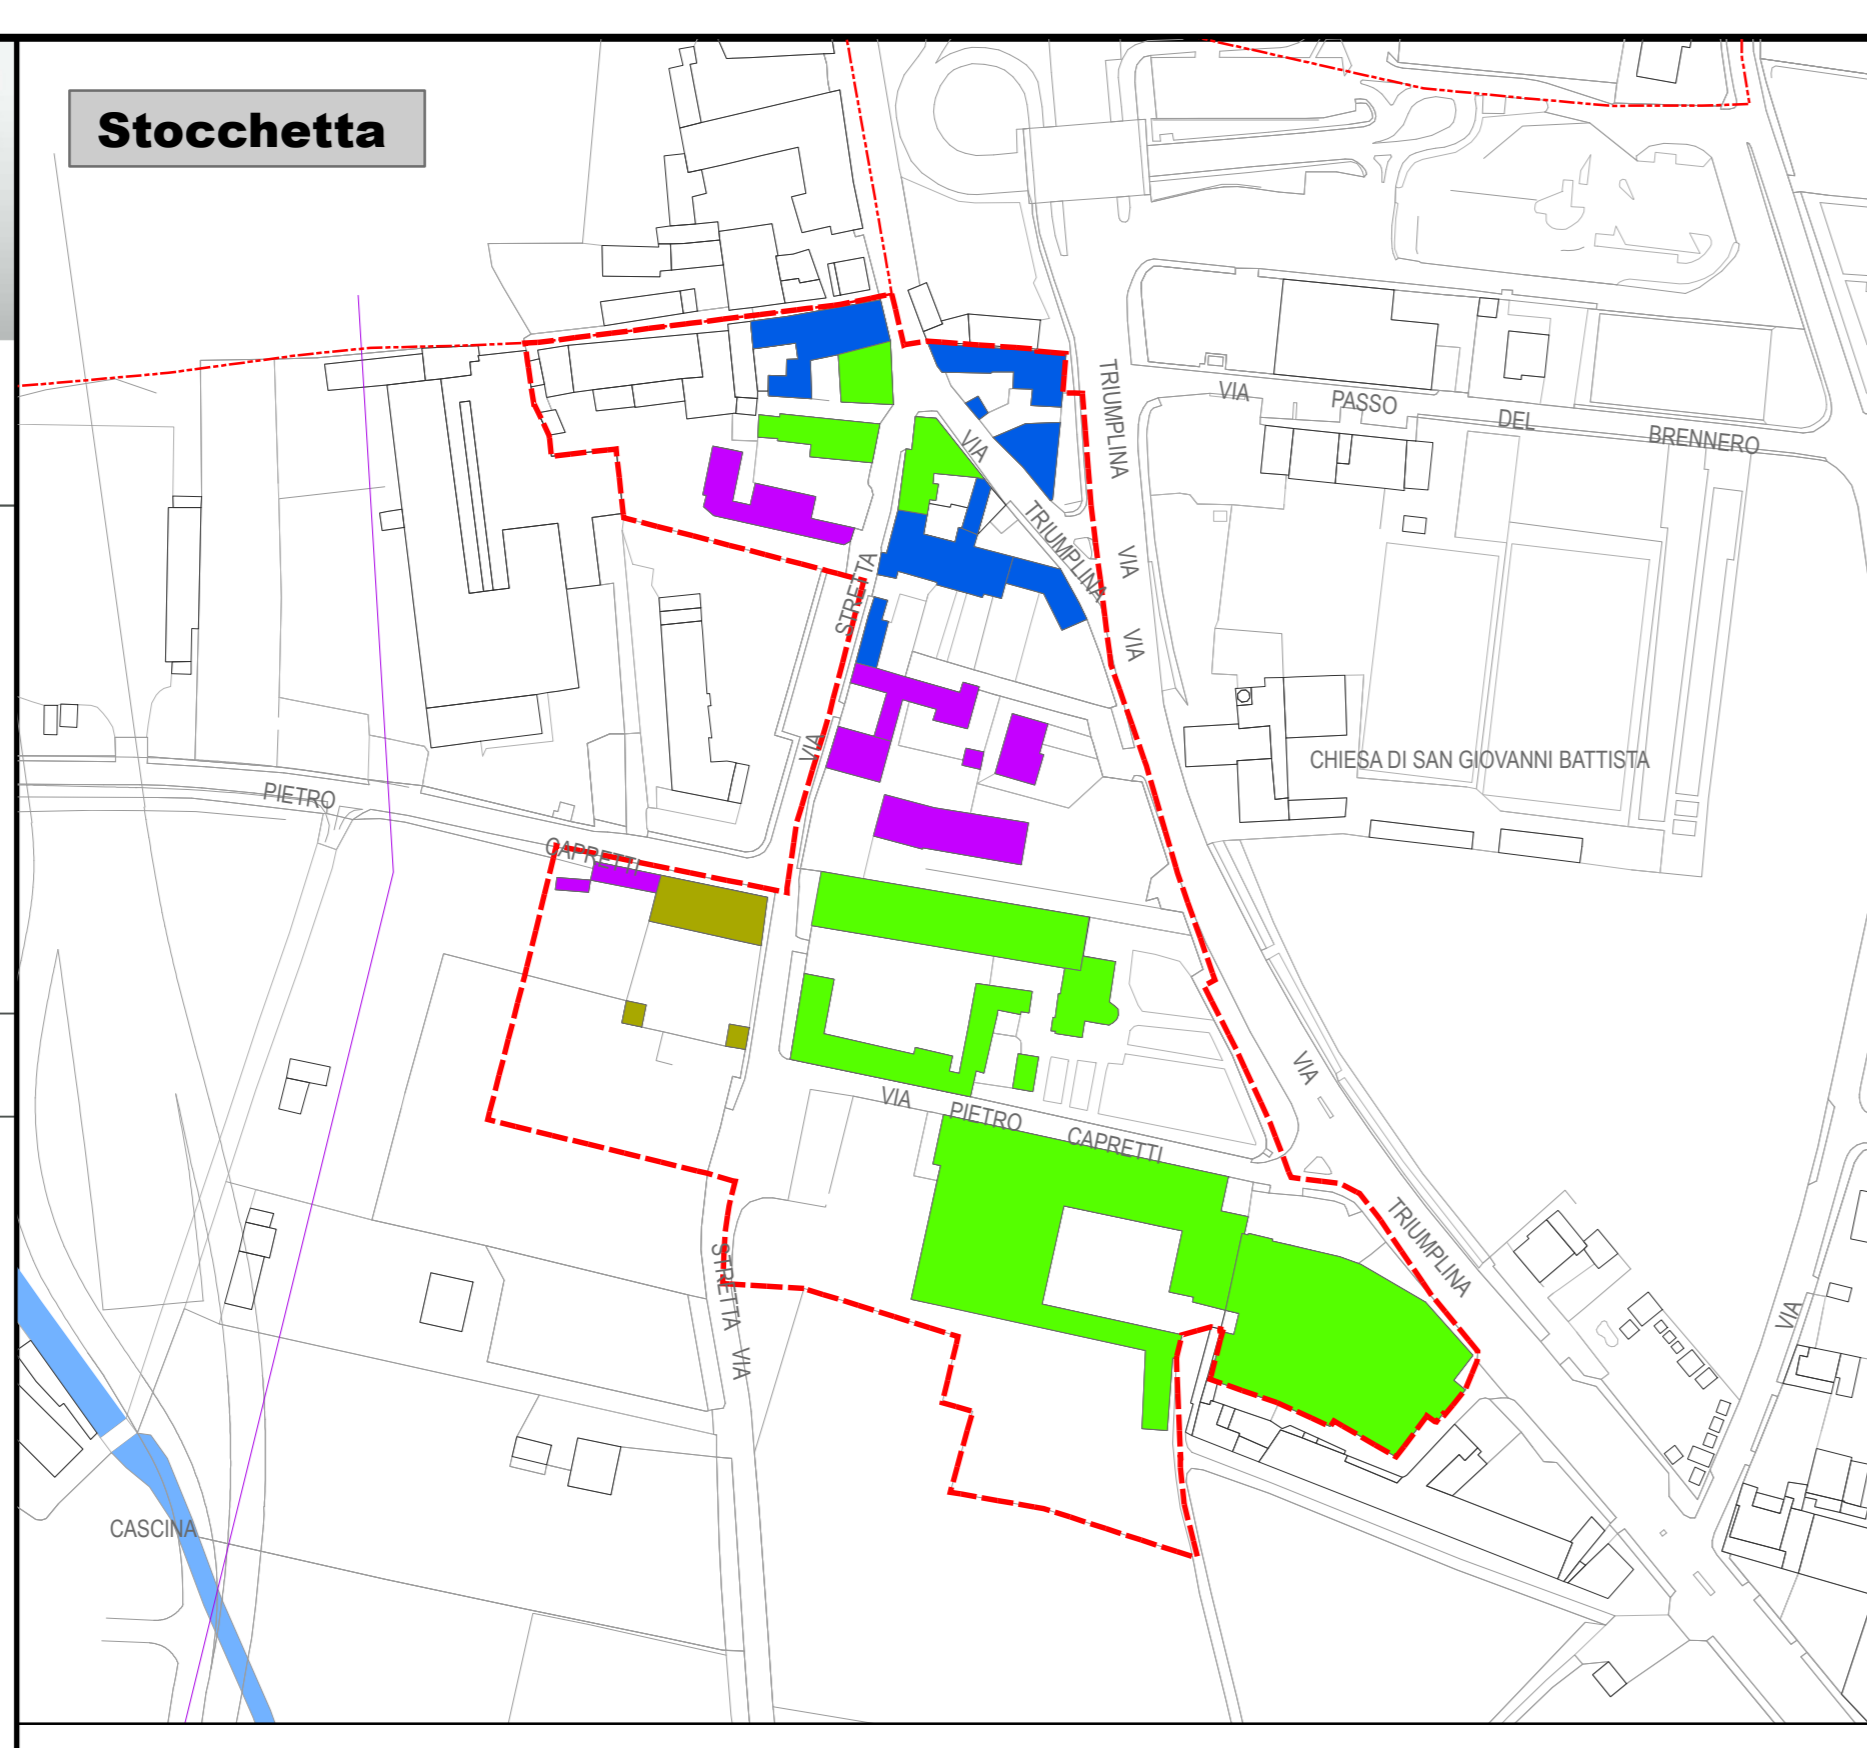 Stocchetta
VIA PASSO DEL BRENNERO
TRIUMPLINA
VIA
TRIUMPLINA
VIA
STRETTA
VIA
CHIESA DI SAN GIOVANNI BATTISTA
VIA
PIETRO
CAPRETTI
VIA
VIA PIETRO CAPRETTI
TRIUMPLINA
STRETTA
VIA
VIA
CASCINA